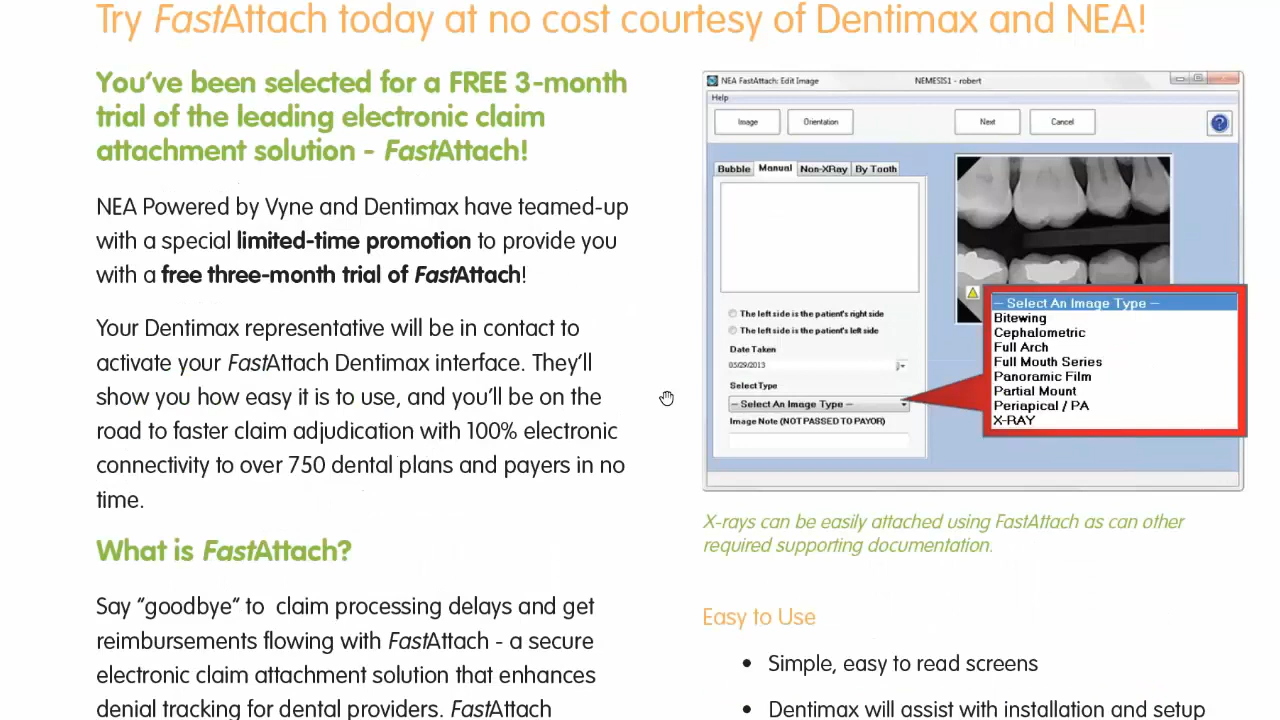 Try FastAttach today at no cost courtesy of Dentimax and NEA!
You've been selected for a FREE 3-month
trial of the leading electronic claim
attachment solution - FastAttach!
NEA Powered by Vyne and Dentimax have teamed-up
with a special limited-time promotion to provide you
with a free three-month trial of FastAttach!
Your Dentimax representative will be in contact to
activate your FastAttach Dentimax interface. They'll
show you how easy it is to use, and you'll be on the
road to faster claim adjudication with 100% electronic
connectivity to over 750 dental plans and payers in no
time.
What is FastAttach?
Say "goodbye" to claim processing delays and get
reimbursements flowing with FastAttach - a secure
electronic claim attachment solution that enhances
denial tracking for dental providers. FastAttach
NEA FastAttach: Edit Image NEMESIS1 - robert
Help
Image Orientation Next Cancel ?
Bubble Manual Non-XRay By Tooth
The left side is the patient's right side
The left side is the patient's left side
Date Taken
05/29/2013
Select Type
-- Select An Image Type --
Image Note (NOT PASSED TO PAYOR)
-- Select An Image Type --
Bitewing
Cephalometric
Full Arch
Full Mouth Series
Panoramic Film
Partial Mount
Periapical / PA
X-RAY
X-rays can be easily attached using FastAttach as can other
required supporting documentation.
Easy to Use
• Simple, easy to read screens
• Dentimax will assist with installation and setup